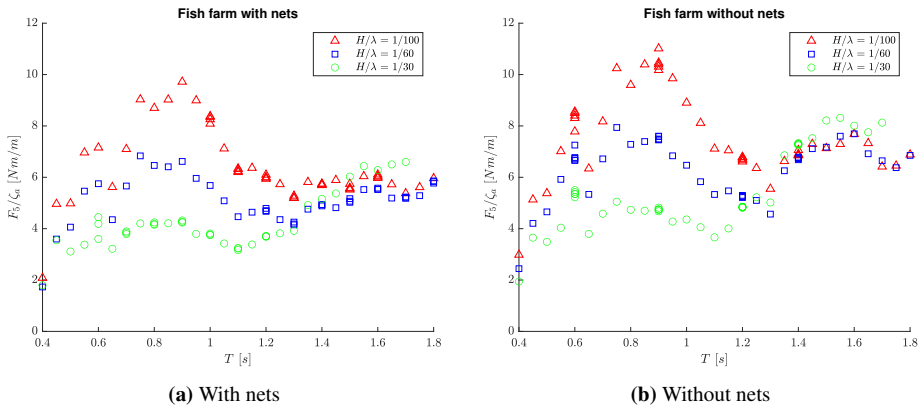 Fish farm with nets
12
10
8
6
4
2
0
F₅/ζₐ [Nm/m]
0.4 0.6 0.8 1 1.2 1.4 1.6 1.8
T [s]
H/λ = 1/100
H/λ = 1/60
H/λ = 1/30
(a) With nets
Fish farm without nets
12
10
8
6
4
2
0
F₅/ζₐ [Nm/m]
0.4 0.6 0.8 1 1.2 1.4 1.6 1.8
T [s]
H/λ = 1/100
H/λ = 1/60
H/λ = 1/30
(b) Without nets